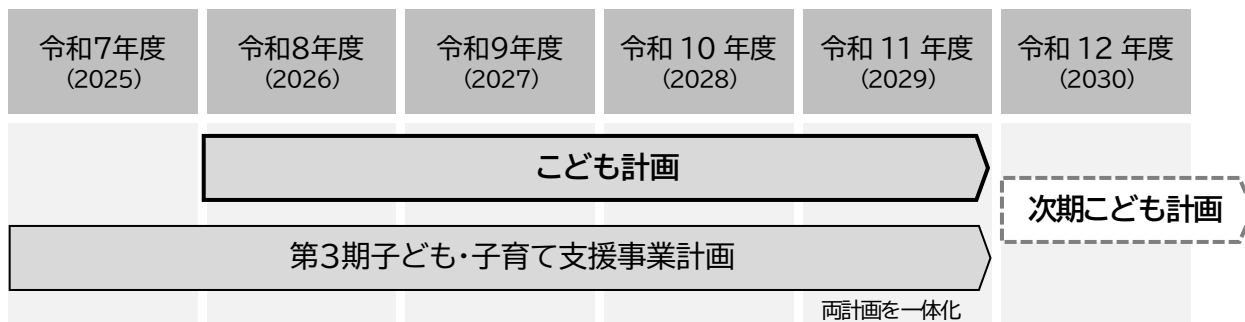 令和7年度
(2025)
令和8年度
(2026)
令和9年度
(2027)
令和 10 年度
(2028)
令和 11 年度
(2029)
令和 12 年度
(2030)
こども計画
次期こども計画
第3期子ども・子育て支援事業計画
両計画を一体化